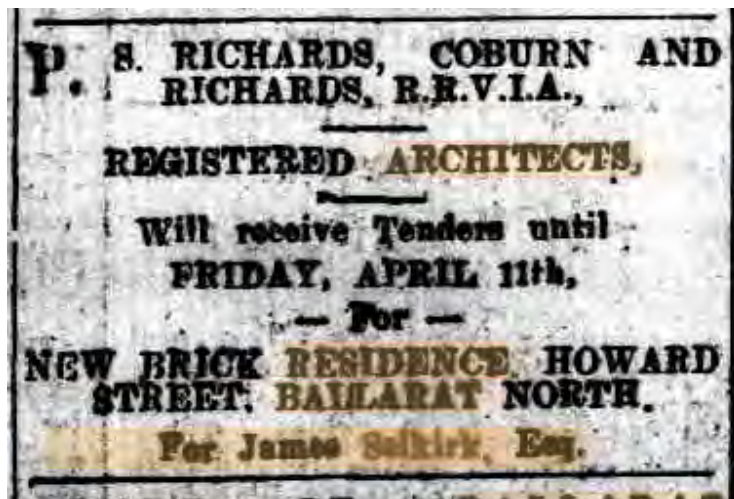 P. S. RICHARDS, COBURN AND
RICHARDS, R.R.V.I.A.,
REGISTERED ARCHITECTS,
Will receive Tenders until
FRIDAY, APRIL 11th,
— For —
NEW BRICK RESIDENCE, HOWARD
STREET, BALLARAT NORTH.
For James Selkirk, Esq.